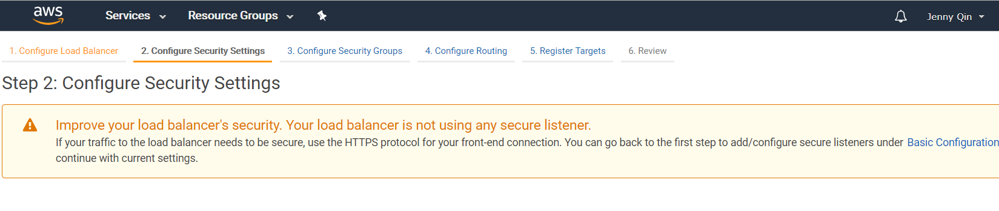 aws Services Resource Groups Jenny Qin
1. Configure Load Balancer 2. Configure Security Settings 3. Configure Security Groups 4. Configure Routing 5. Register Targets 6. Review
Step 2: Configure Security Settings
Improve your load balancer's security. Your load balancer is not using any secure listener.
If your traffic to the load balancer needs to be secure, use the HTTPS protocol for your front-end connection. You can go back to the first step to add/configure secure listeners under Basic Configuration
continue with current settings.